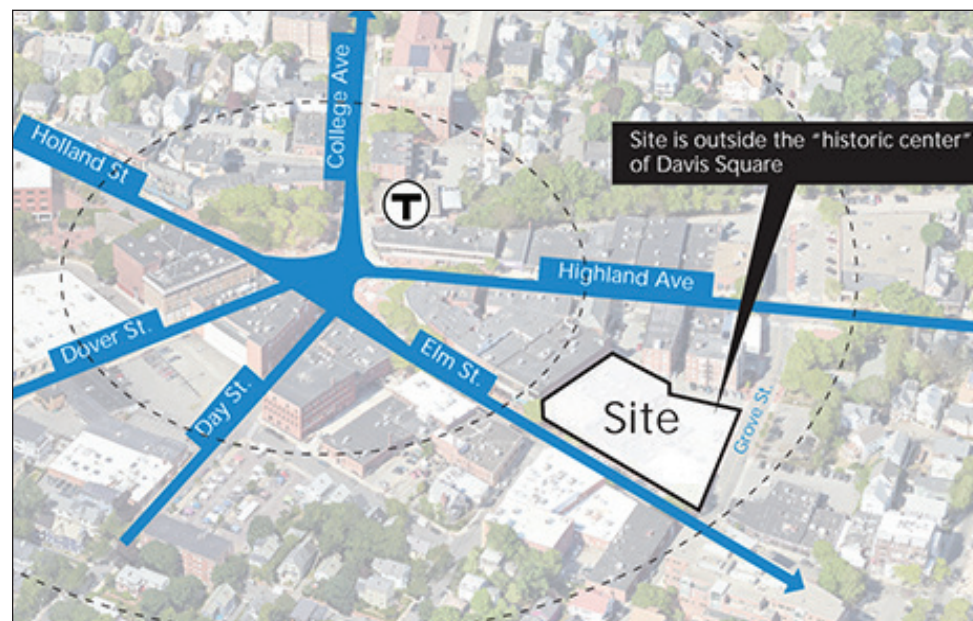 College Ave
Holland St
Site is outside the "historic center"
of Davis Square
T
Highland Ave
Dover St.
Elm St.
Day St.
Site
Grove St.